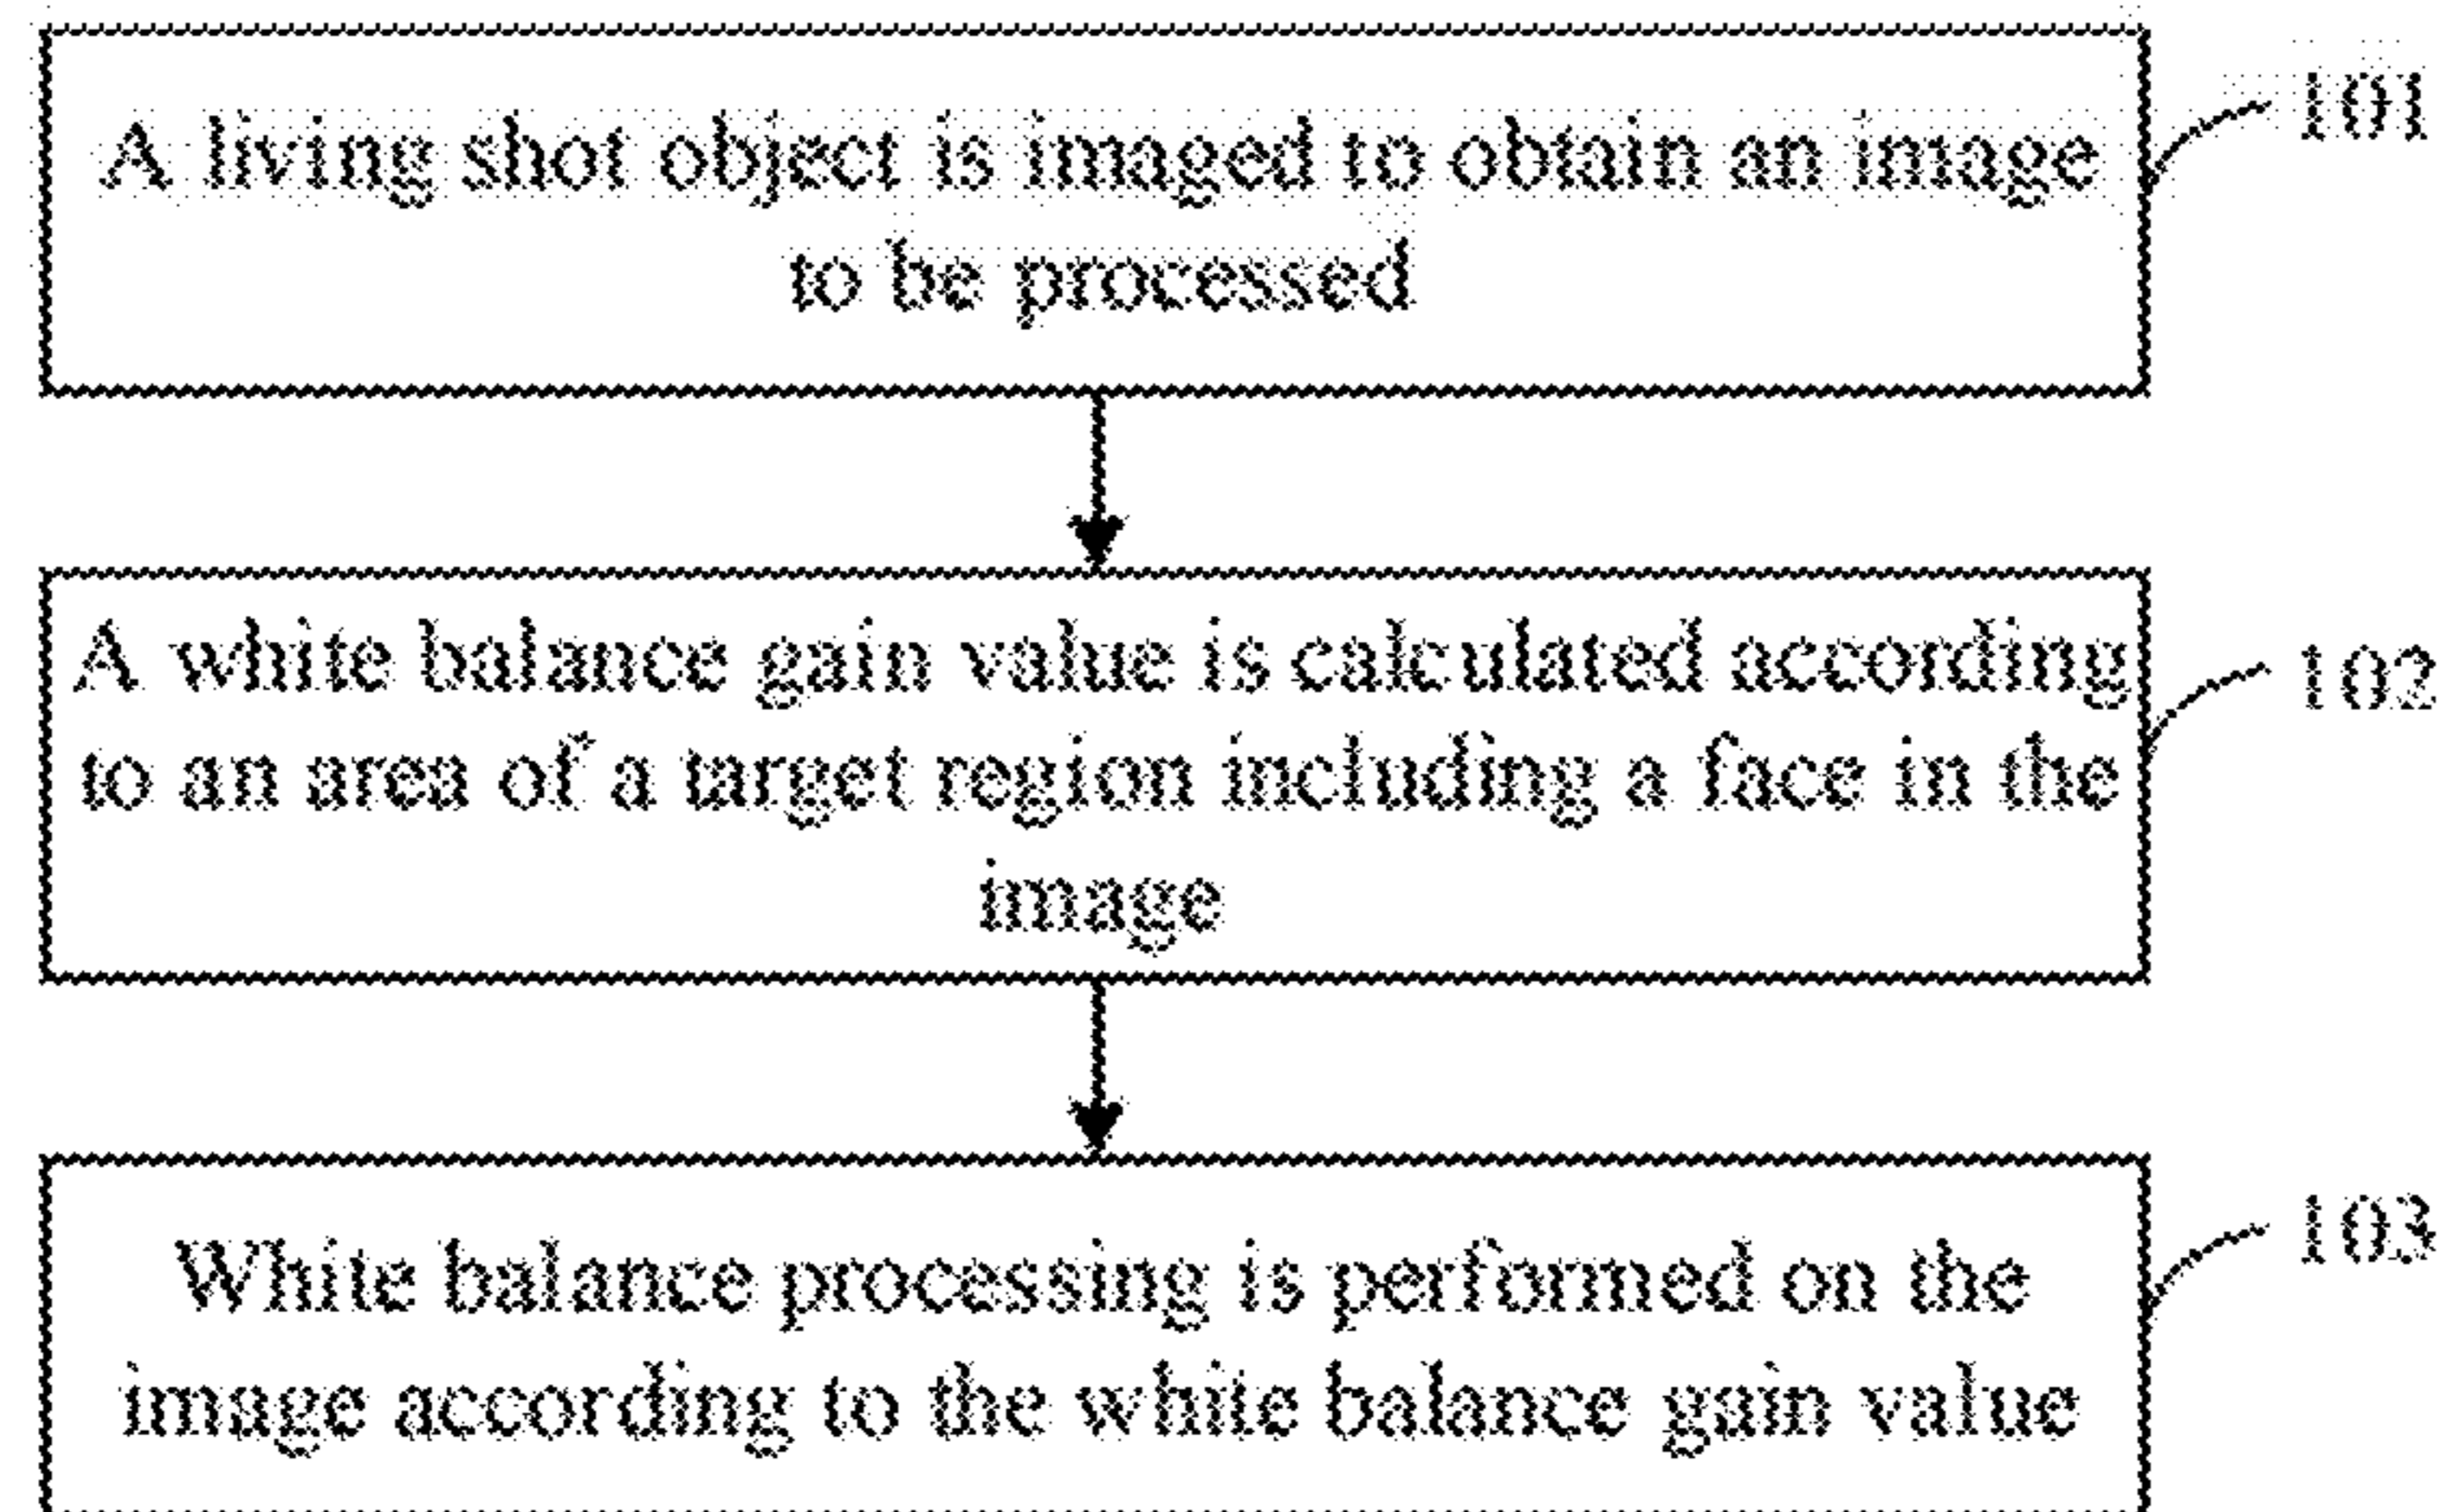 A living shot object is imaged to obtain an image
to be processed
101
A white balance gain value is calculated according
to an area of a target region including a face in the
image
102
White balance processing is performed on the
image according to the white balance gain value
103